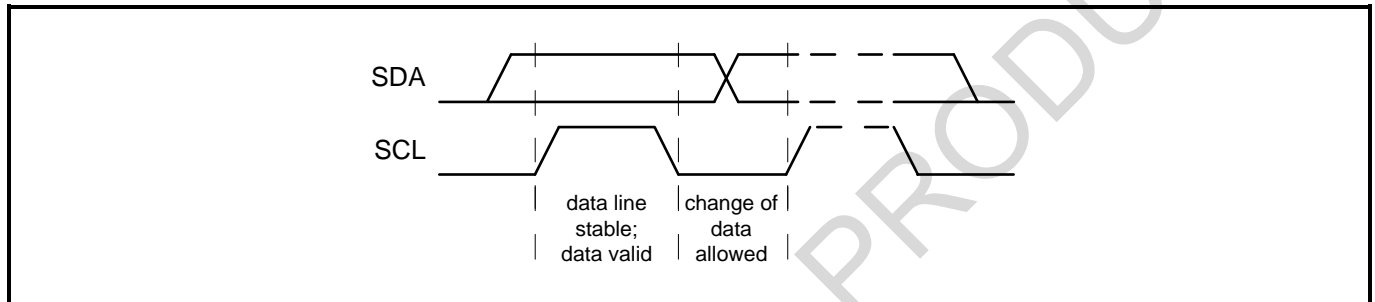 SDA
SCL
data line
stable;
data valid
change of
data
allowed